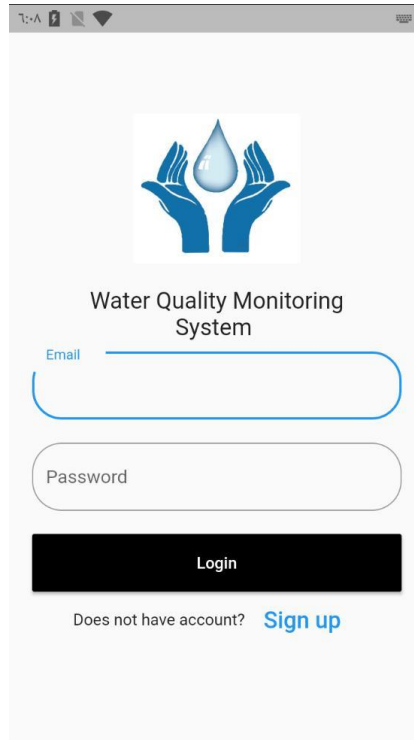 ٦:٠٨
Water Quality Monitoring
System
Email
Password
Login
Does not have account? Sign up